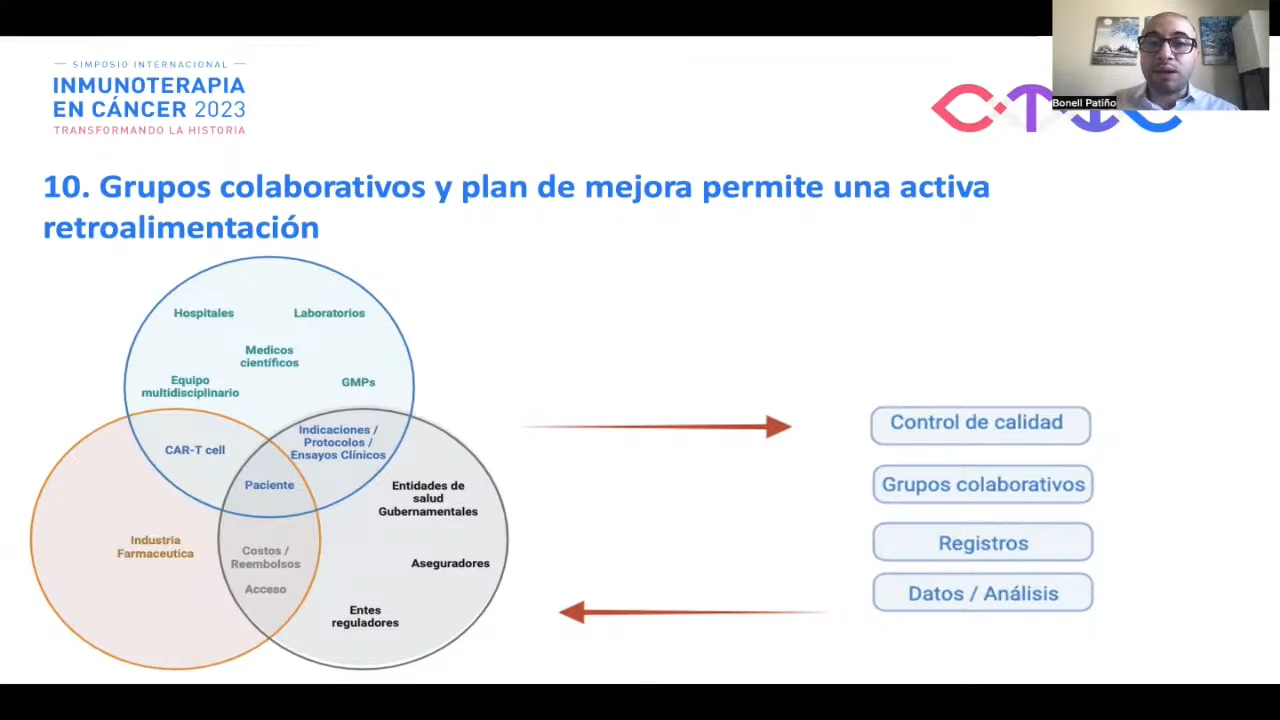 SIMPOSIO INTERNACIONAL
INMUNOTERAPIA
EN CÁNCER 2023
TRANSFORMANDO LA HISTORIA
Bonell Patiño
10. Grupos colaborativos y plan de mejora permite una activa
retroalimentación
Hospitales
Laboratorios
Medicos
científicos
Equipo
multidisciplinario
GMPs
CAR-T cell
Indicaciones /
Protocolos /
Ensayos Clínicos
Paciente
Entidades de
salud
Gubernamentales
Industria
Farmaceutica
Costos /
Reembolsos
Acceso
Aseguradores
Entes
reguladores
Control de calidad
Grupos colaborativos
Registros
Datos / Análisis